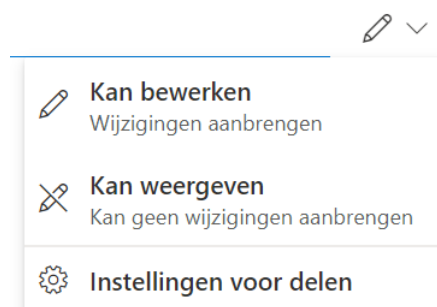 Kan bewerken
Wijzigingen aanbrengen
Kan weergeven
Kan geen wijzigingen aanbrengen
Instellingen voor delen